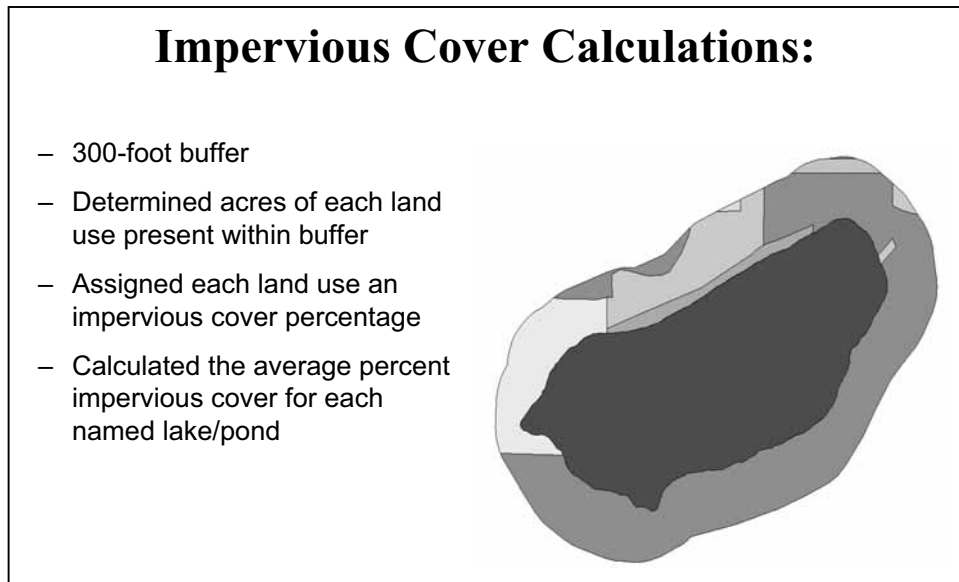 Impervious Cover Calculations:
– 300-foot buffer
– Determined acres of each land
use present within buffer
– Assigned each land use an
impervious cover percentage
– Calculated the average percent
impervious cover for each
named lake/pond